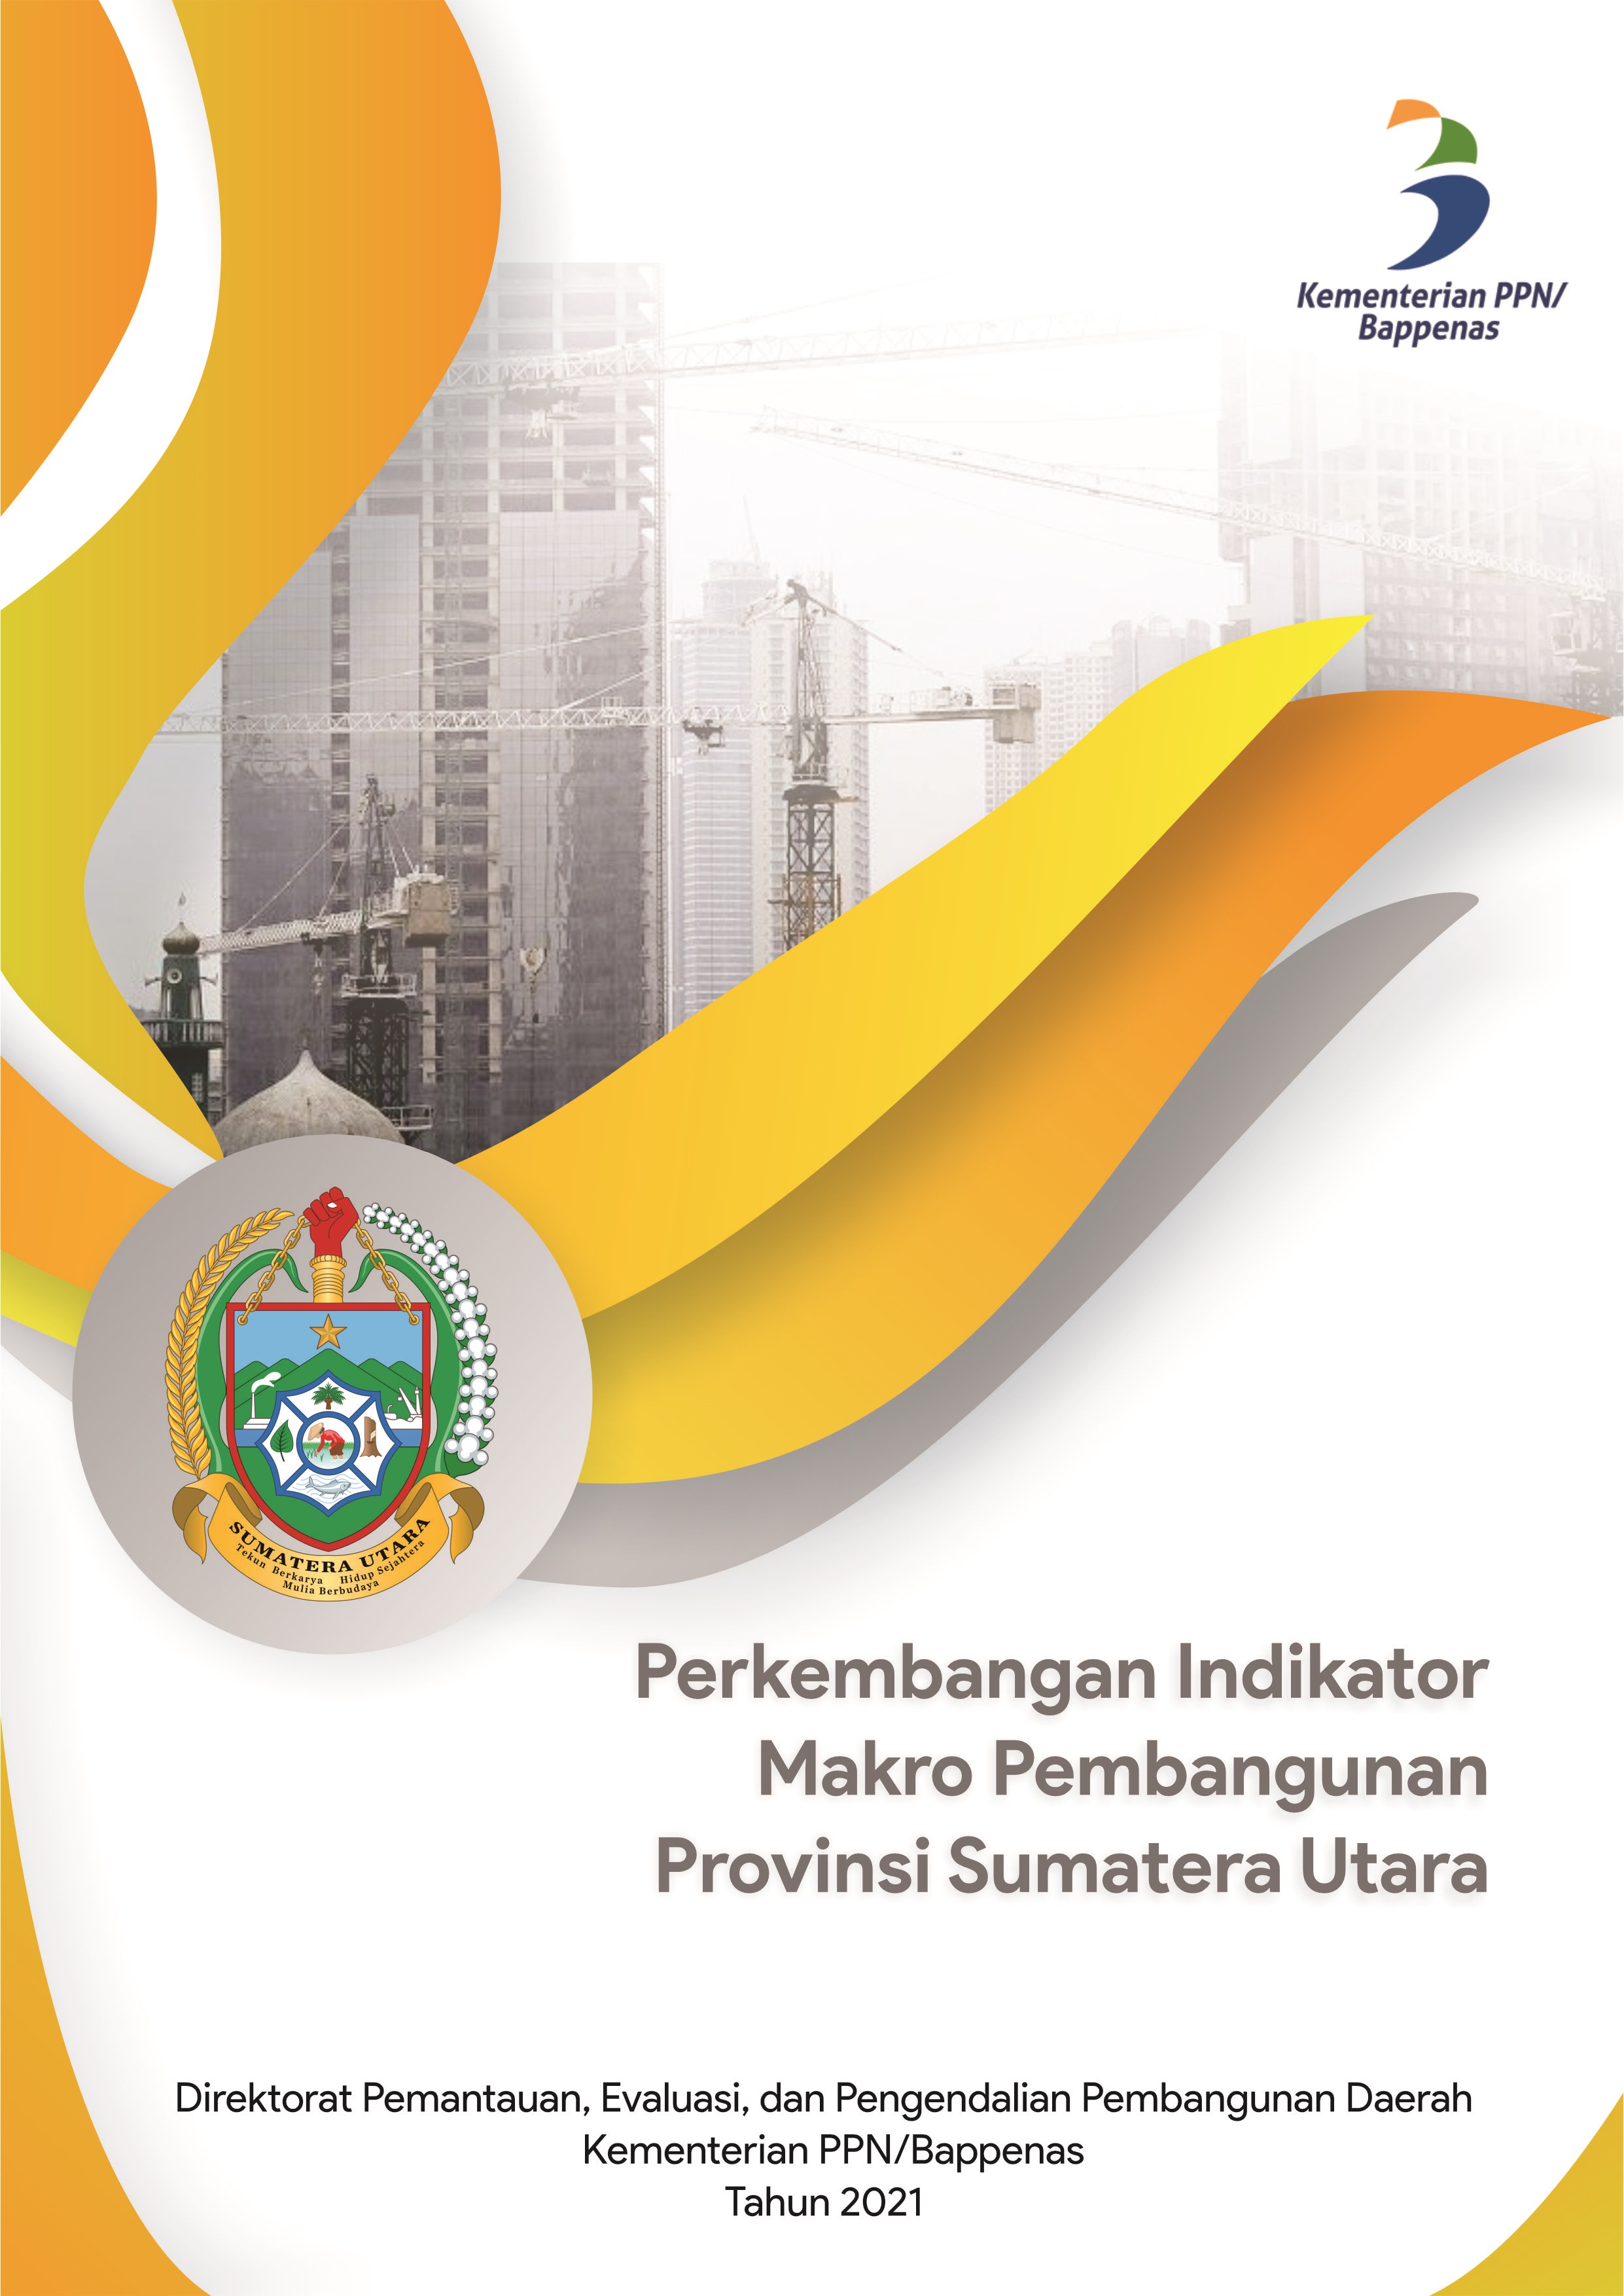 Kementerian PPN/
Bappenas
SUMATERA UTARA
Tekun Berkarya Hidup Sejahtera
Mulia Berbudaya
Perkembangan Indikator
Makro Pembangunan
Provinsi Sumatera Utara
Direktorat Pemantauan, Evaluasi, dan Pengendalian Pembangunan Daerah
Kementerian PPN/Bappenas
Tahun 2021